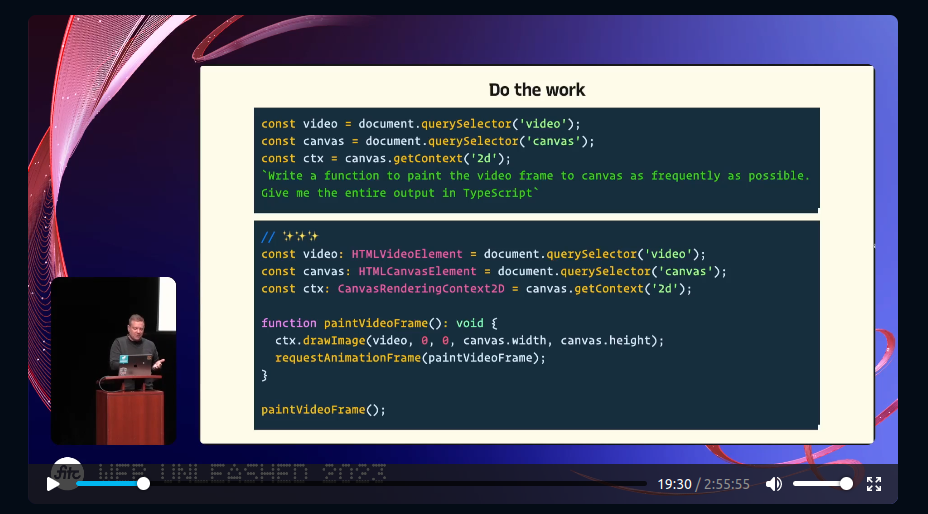 Do the work
const video = document.querySelector('video');
const canvas = document.querySelector('canvas');
const ctx = canvas.getContext('2d');
`Write a function to paint the video frame to canvas as frequently as possible.
Give me the entire output in TypeScript`
// ✨✨✨
const video: HTMLVideoElement = document.querySelector('video');
const canvas: HTMLCanvasElement = document.querySelector('canvas');
const ctx: CanvasRenderingContext2D = canvas.getContext('2d');
function paintVideoFrame(): void {
ctx.drawImage(video, 0, 0, canvas.width, canvas.height);
requestAnimationFrame(paintVideoFrame);
}
paintVideoFrame();
fitc WEB UNLEASHED 2023
19:30 / 2:55:55